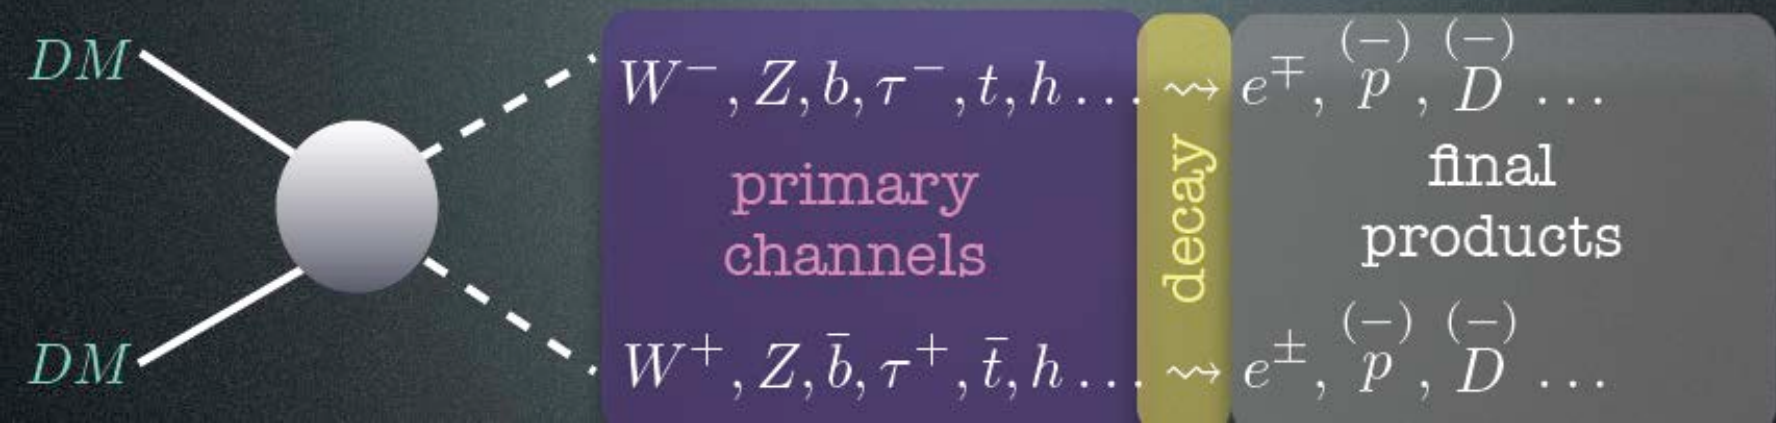 DM W⁻, Z, b, τ⁻, t, h ... ⇝ e^∓, (−)p, (−)D ...
primary
channels
decay
final
products
DM W⁺, Z, b̄, τ⁺, t̄, h ... ⇝ e^±, (−)p, (−)D ...